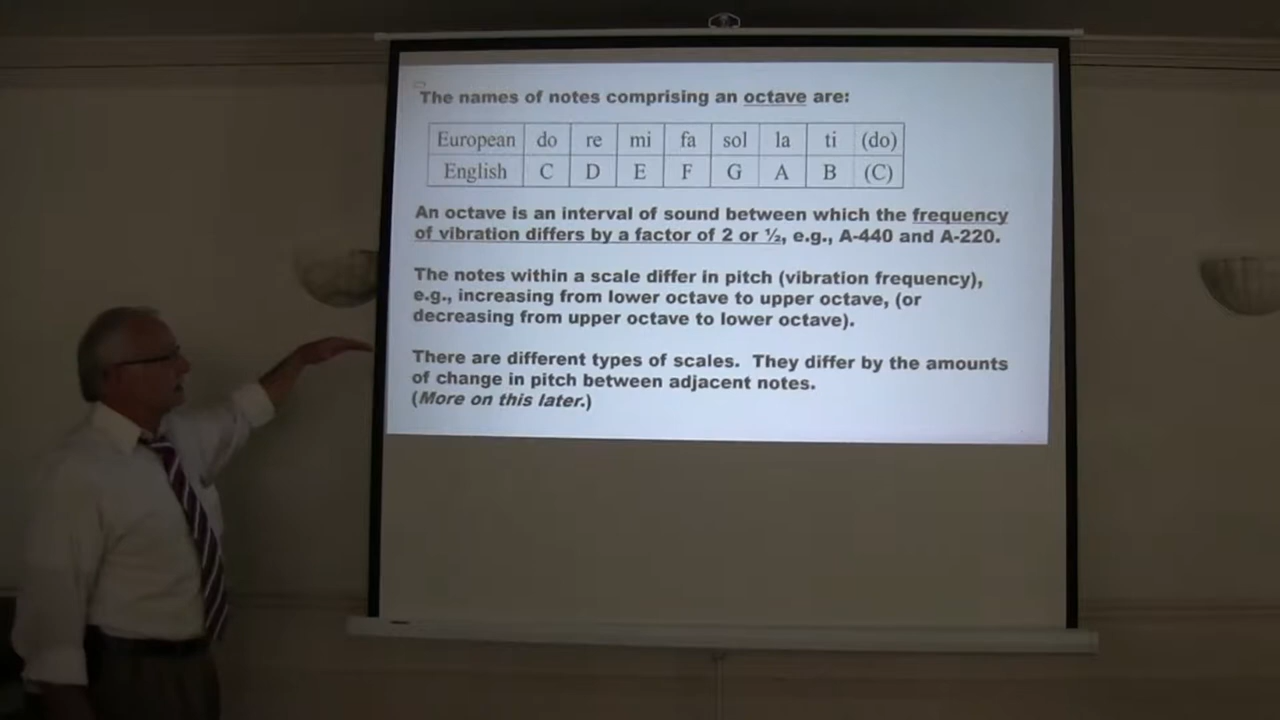 The names of notes comprising an octave are:
European do re mi fa sol la ti (do)
English C D E F G A B (C)
An octave is an interval of sound between which the frequency
of vibration differs by a factor of 2 or ½, e.g., A-440 and A-220.
The notes within a scale differ in pitch (vibration frequency),
e.g., increasing from lower octave to upper octave, (or
decreasing from upper octave to lower octave).
There are different types of scales. They differ by the amounts
of change in pitch between adjacent notes.
(More on this later.)